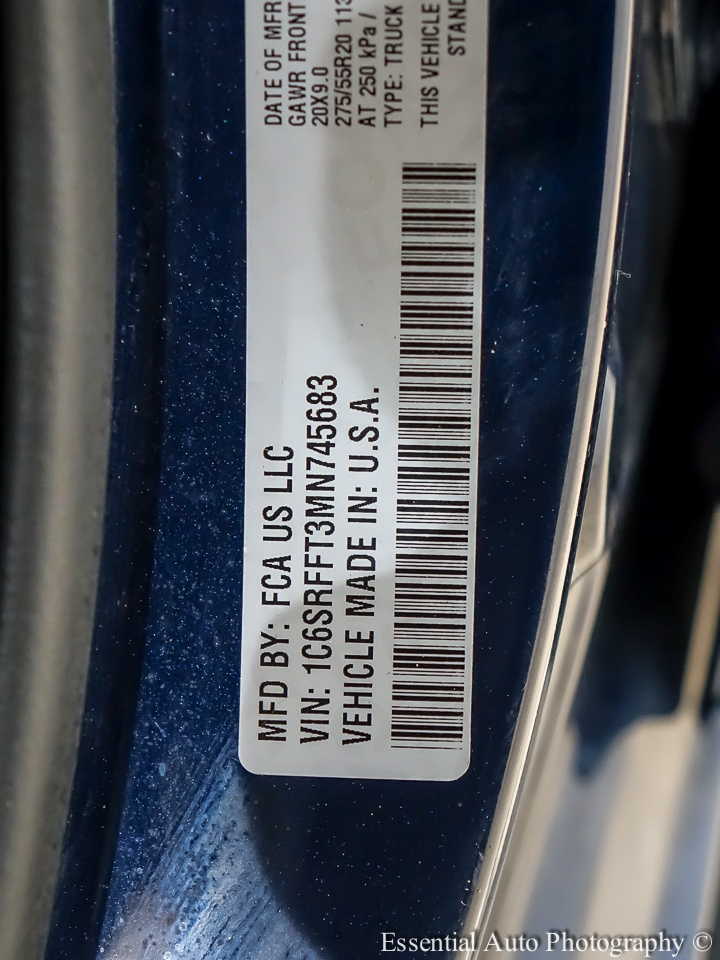 MFD BY: FCA US LLC
VIN: 1C6SRFFT3MN745683
VEHICLE MADE IN: U.S.A.
DATE OF MFR
GAWR FRONT
20X9.0
275/55R20 113
AT 250 kPa /
TYPE: TRUCK
THIS VEHICLE
STAND
Essential Auto Photography ©